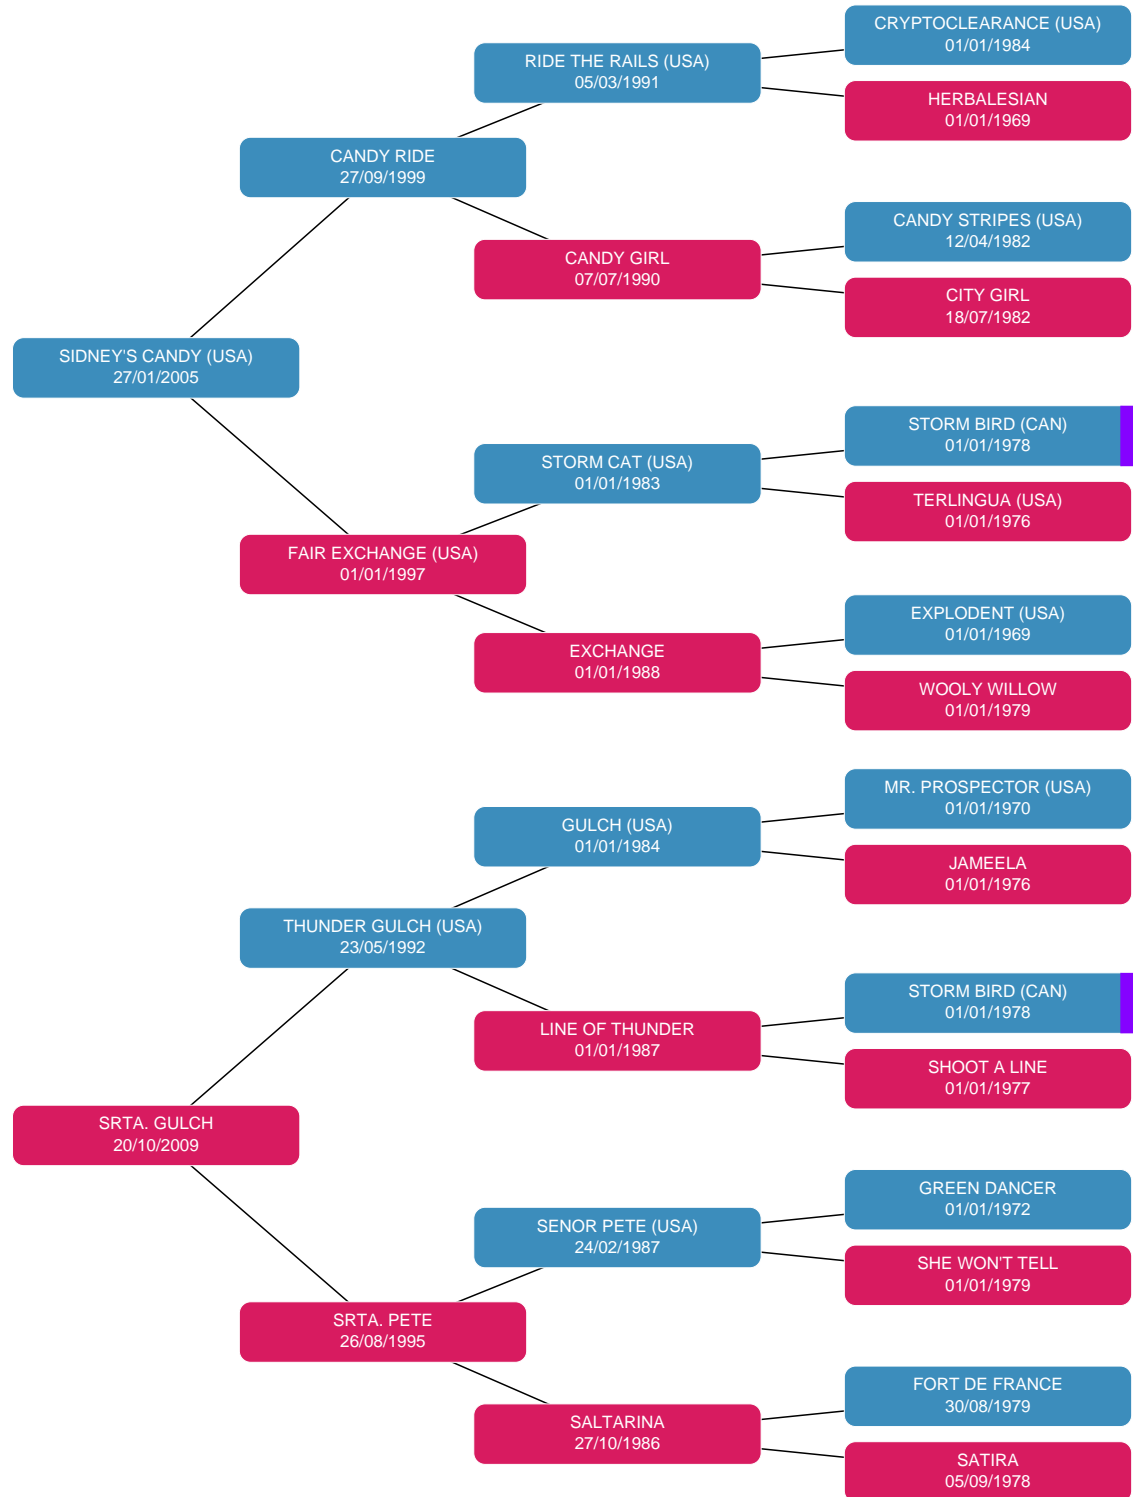 CRYPTOCLEARANCE (USA)
01/01/1984
RIDE THE RAILS (USA)
05/03/1991
HERBALESIAN
01/01/1969
CANDY RIDE
27/09/1999
CANDY STRIPES (USA)
12/04/1982
CANDY GIRL
07/07/1990
CITY GIRL
18/07/1982
SIDNEY'S CANDY (USA)
27/01/2005
STORM BIRD (CAN)
01/01/1978
STORM CAT (USA)
01/01/1983
TERLINGUA (USA)
01/01/1976
FAIR EXCHANGE (USA)
01/01/1997
EXPLODENT (USA)
01/01/1969
EXCHANGE
01/01/1988
WOOLY WILLOW
01/01/1979
MR. PROSPECTOR (USA)
01/01/1970
GULCH (USA)
01/01/1984
JAMEELA
01/01/1976
THUNDER GULCH (USA)
23/05/1992
STORM BIRD (CAN)
01/01/1978
LINE OF THUNDER
01/01/1987
SHOOT A LINE
01/01/1977
SRTA. GULCH
20/10/2009
GREEN DANCER
01/01/1972
SENOR PETE (USA)
24/02/1987
SHE WON'T TELL
01/01/1979
SRTA. PETE
26/08/1995
FORT DE FRANCE
30/08/1979
SALTARINA
27/10/1986
SATIRA
05/09/1978